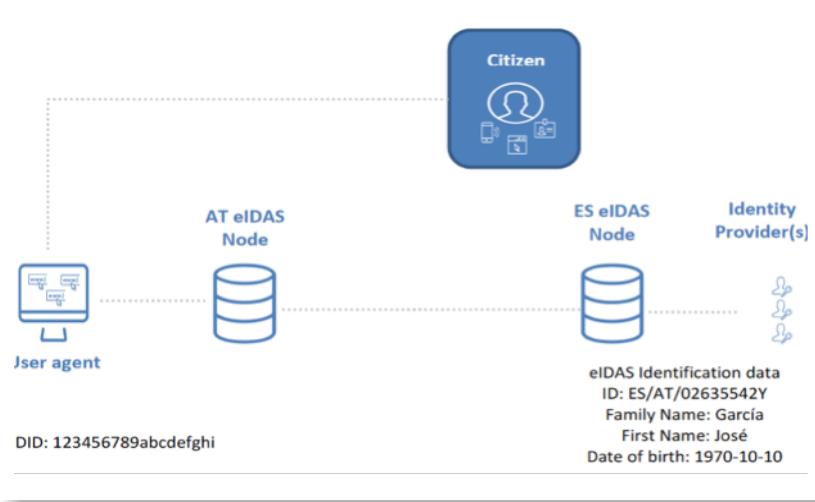 Citizen
AT eIDAS
Node
ES eIDAS
Node
Identity
Provider(s)
User agent
eIDAS Identification data
ID: ES/AT/02635542Y
Family Name: García
First Name: José
Date of birth: 1970-10-10
DID: 123456789abcdefghi